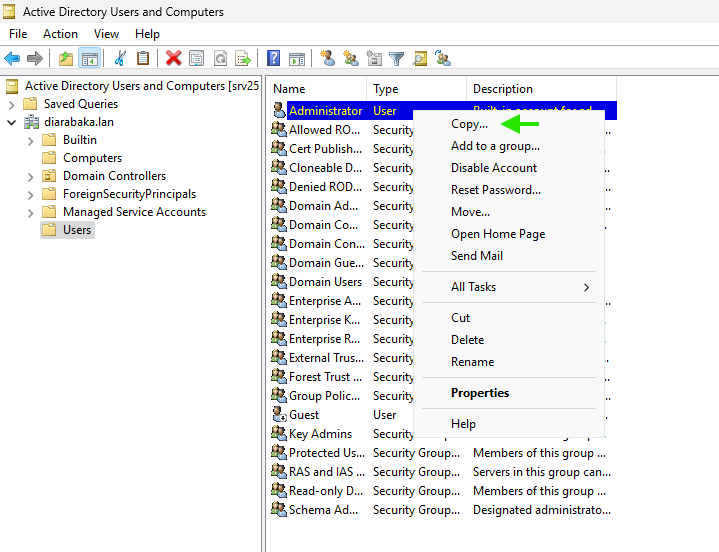 Active Directory Users and Computers
File Action View Help
Active Directory Users and Computers [srv25
Saved Queries
diarabaka.lan
Builtin
Computers
Domain Controllers
ForeignSecurityPrincipals
Managed Service Accounts
Users
Name Type Description
Administrator User Built-in account for ad...
Allowed RO... Security
Cert Publish... Security
Cloneable D... Security
Denied ROD... Security
Domain Ad... Security
Domain Co... Security
Domain Con... Security
Domain Gue... Security
Domain Users Security
Enterprise A... Security
Enterprise K... Security
Enterprise R... Security
External Trus... Security
Forest Trust ... Security
Group Polic... Security
Guest User
Key Admins Security Group... Members of this group ...
Protected Us... Security Group... Members of this group ...
RAS and IAS ... Security Group... Servers in this group can...
Read-only D... Security Group... Members of this group ...
Schema Ad... Security Group... Designated administrato...
Copy...
Add to a group...
Disable Account
Reset Password...
Move...
Open Home Page
Send Mail
All Tasks
Cut
Delete
Rename
Properties
Help